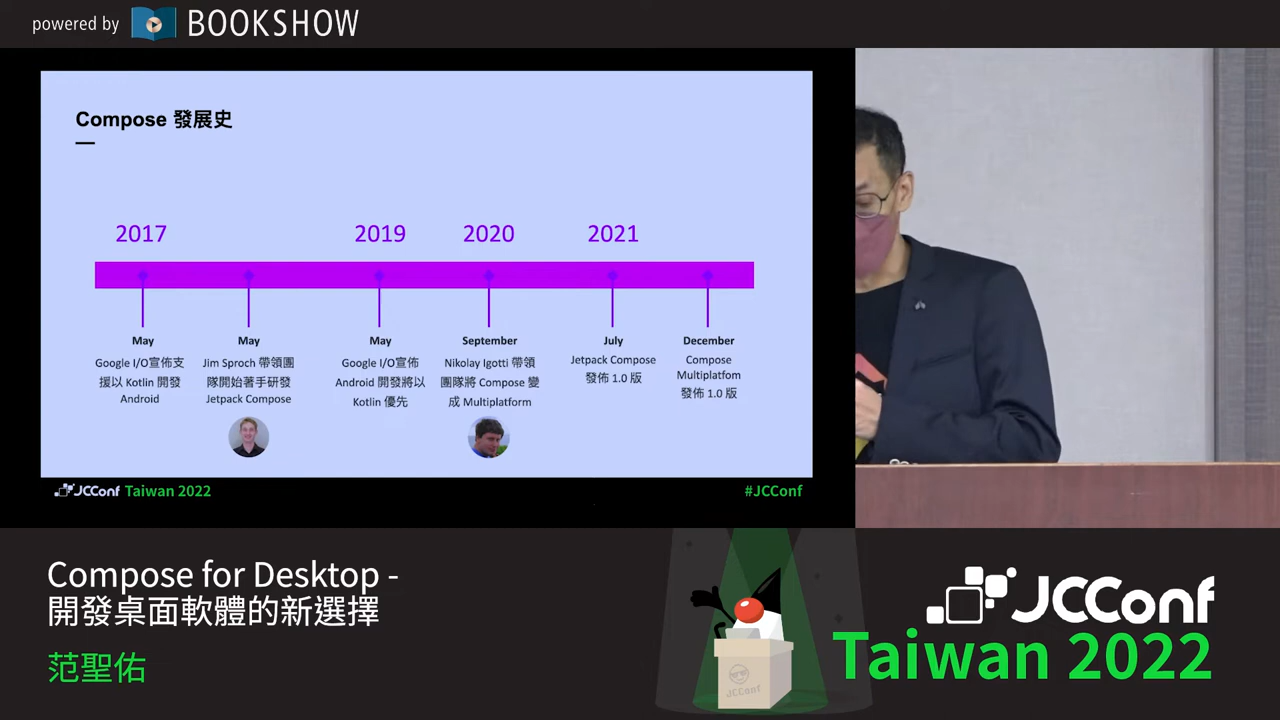 powered by BOOKSHOW
Compose 發展史
2017
2019
2020
2021
May
Google I/O宣佈支
援以 Kotlin 開發
Android
May
Jim Sproch 帶領團
隊開始著手研發
Jetpack Compose
May
Google I/O宣佈
Android 開發將以
Kotlin 優先
September
Nikolay Igotti 帶領
團隊將 Compose 變
成 Multiplatform
July
Jetpack Compose
發佈 1.0 版
December
Compose
Multiplatfom
發佈 1.0 版
JCConf Taiwan 2022
#JCConf
Compose for Desktop -
開發桌面軟體的新選擇
范聖佑
JCConf
JCConf
Taiwan 2022